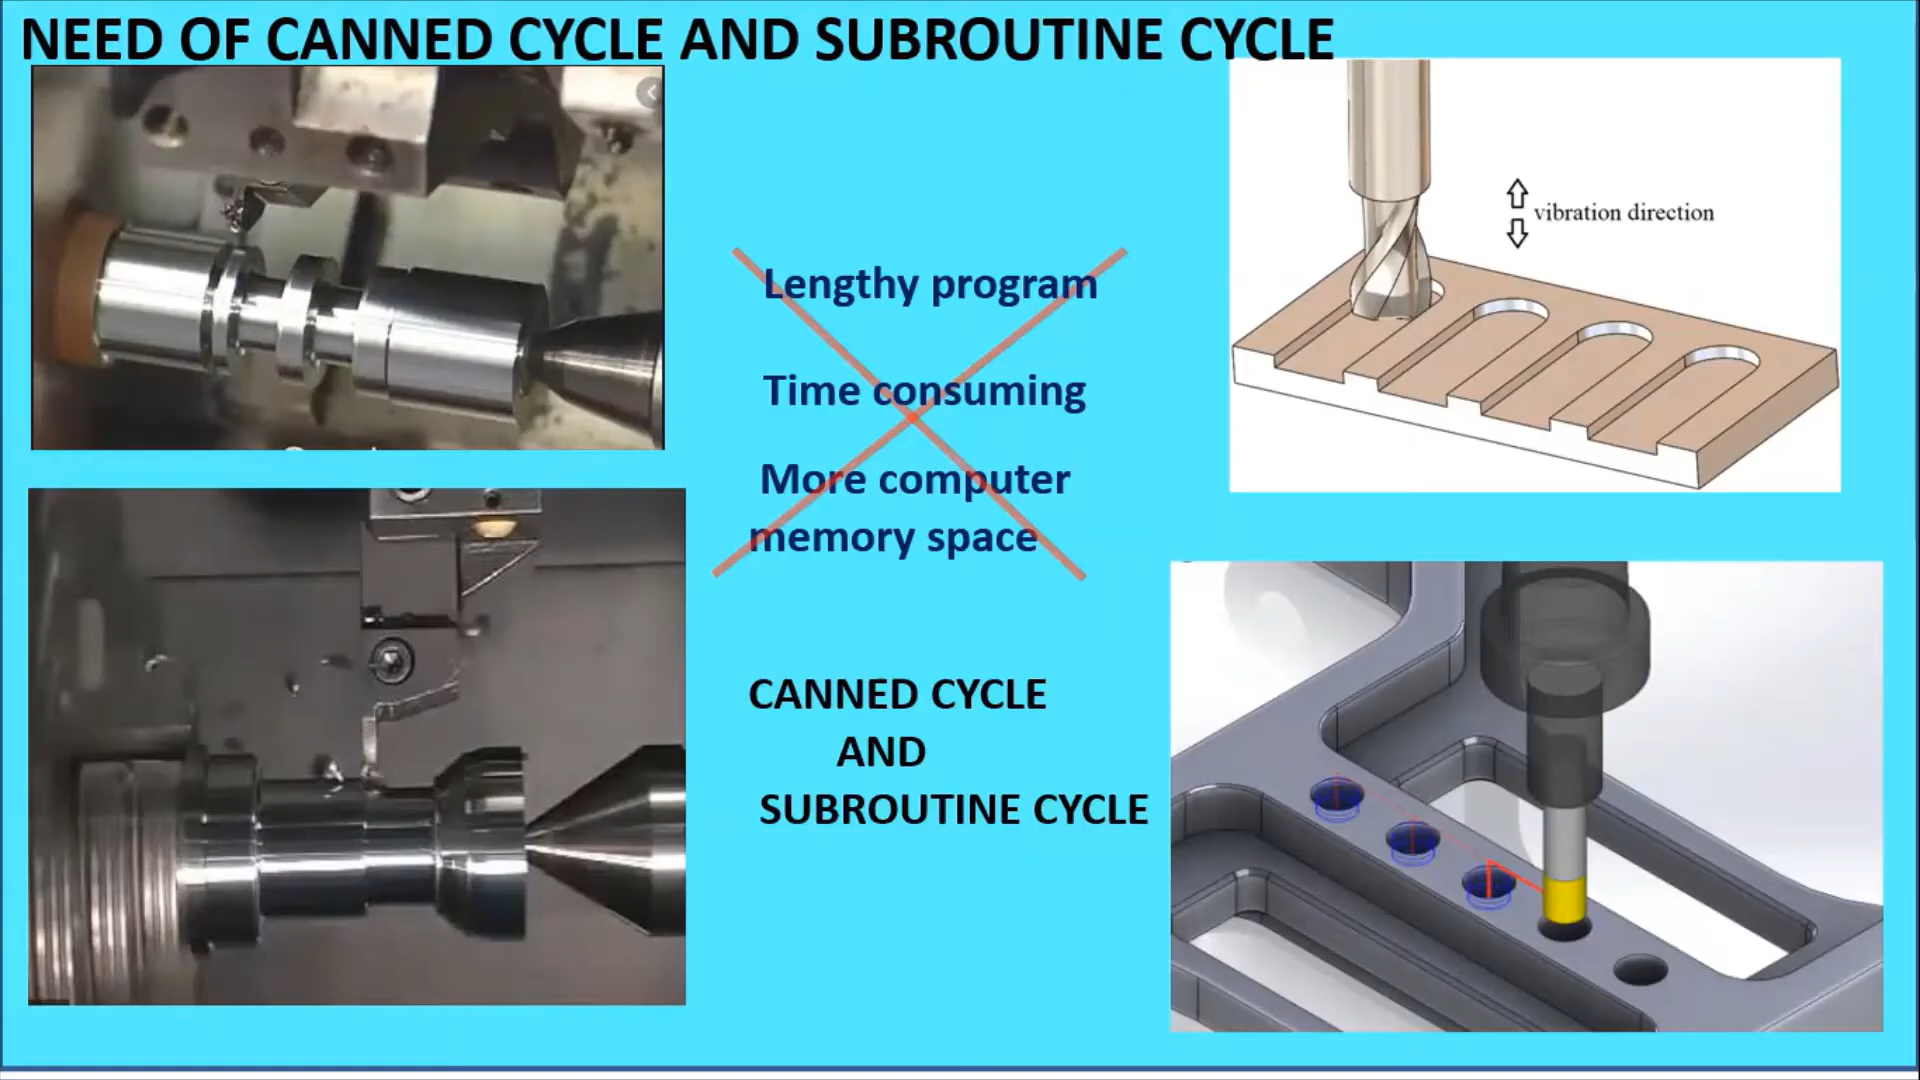 NEED OF CANNED CYCLE AND SUBROUTINE CYCLE
vibration direction
Lengthy program
Time consuming
More computer
memory space
CANNED CYCLE
AND
SUBROUTINE CYCLE